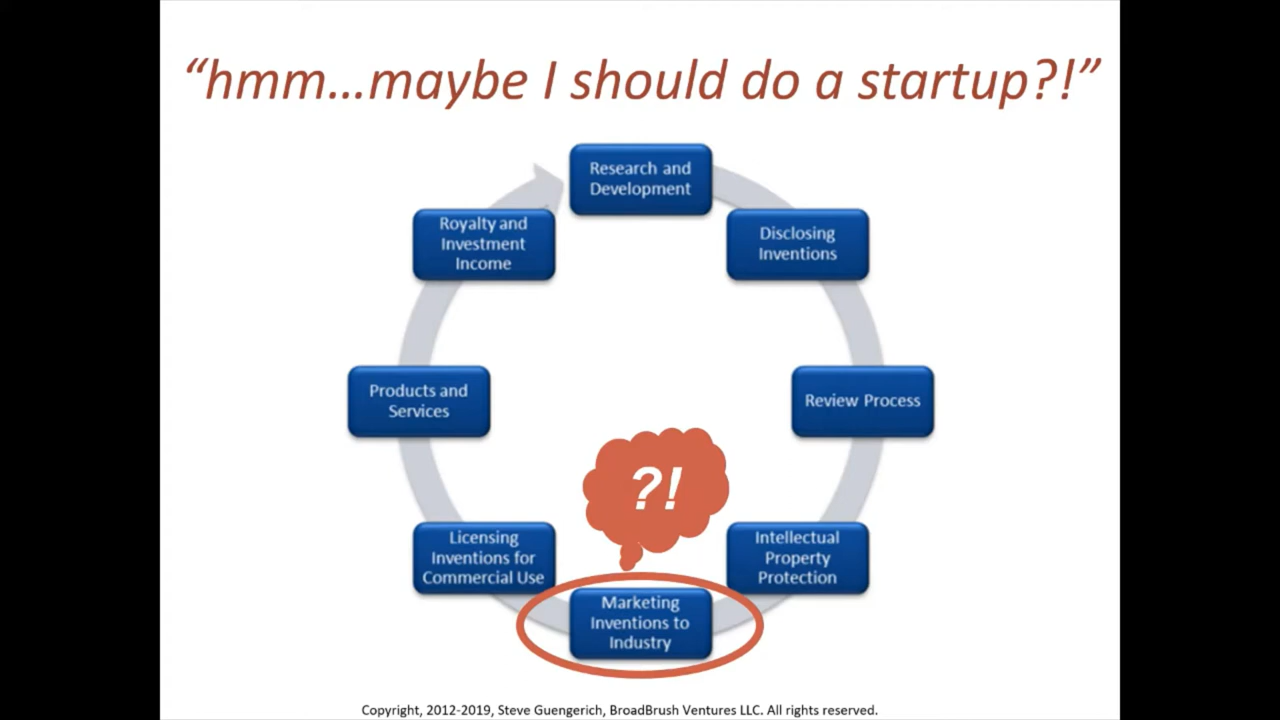 “hmm...maybe I should do a startup?!”
Research and
Development
Disclosing
Inventions
Review Process
Intellectual
Property
Protection
Marketing
Inventions to
Industry
?!
Licensing
Inventions for
Commercial Use
Products and
Services
Royalty and
Investment
Income
Copyright, 2012-2019, Steve Guengerich, BroadBrush Ventures LLC. All rights reserved.